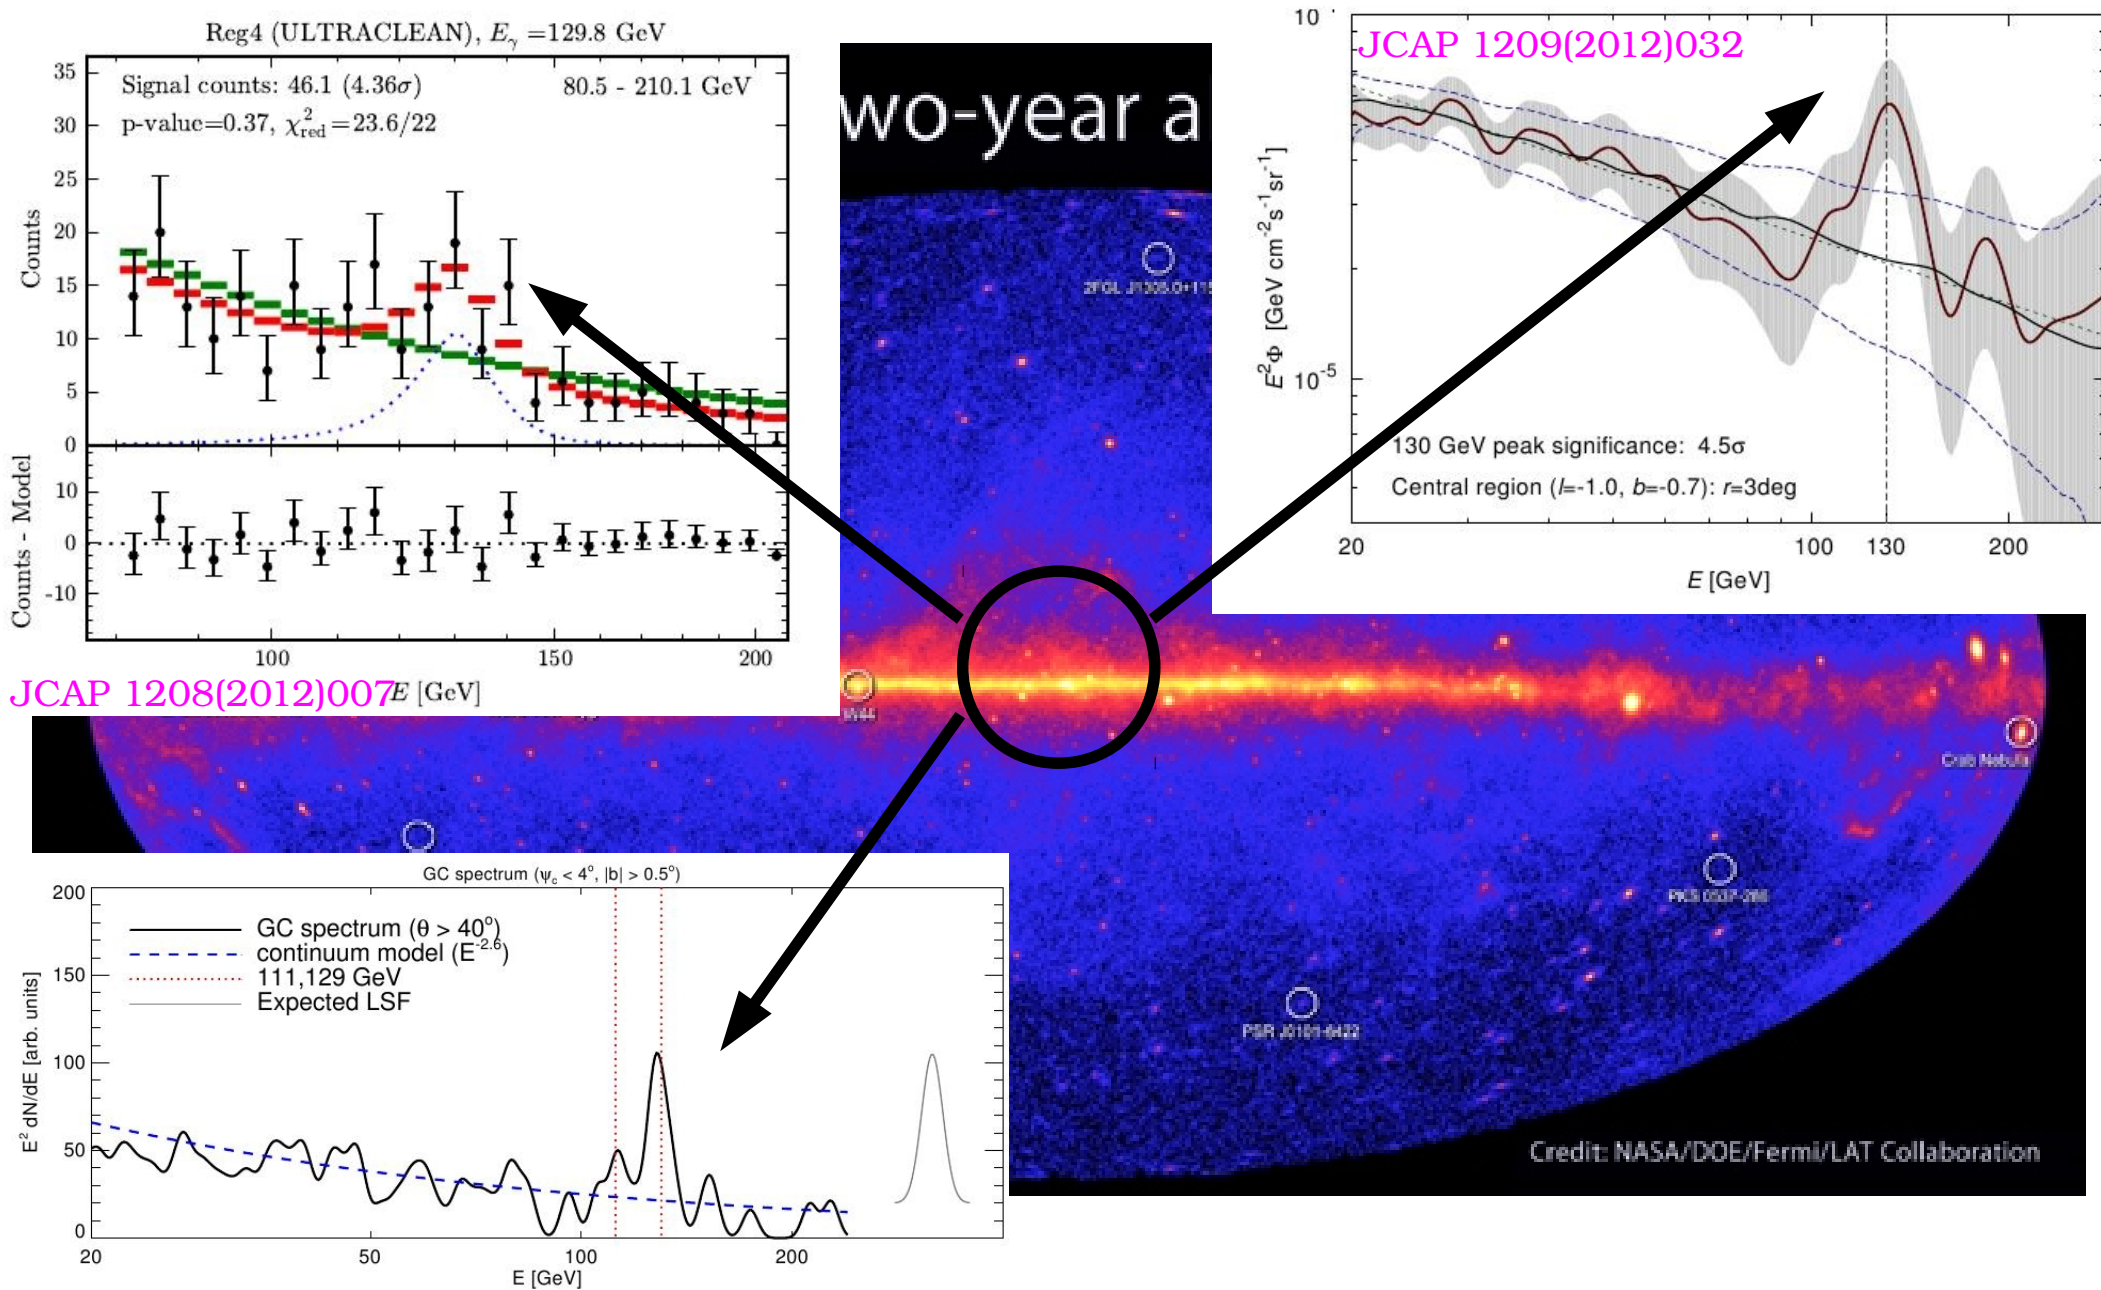 Reg4 (ULTRACLEAN), Eγ =129.8 GeV
Signal counts: 46.1 (4.36σ)
80.5 - 210.1 GeV
p-value=0.37, χ²red=23.6/22
35
30
25
20
15
10
5
0
Counts
10
0
-10
Counts - Model
100
150
200
E [GeV]
JCAP 1208(2012)007
wo-year a
2FGL J1305.0+115
JCAP 1209(2012)032
10
10-5
E²Φ [GeV cm-2s-1sr-1]
130 GeV peak significance: 4.5σ
Central region (l=-1.0, b=-0.7): r=3deg
20
100
130
200
E [GeV]
W44
Crab Nebula
PKS 0537-286
PSR J0101-6422
Credit: NASA/DOE/Fermi/LAT Collaboration
GC spectrum (ψc < 4°, |b| > 0.5°)
GC spectrum (θ > 40°)
continuum model (E-2.6)
111,129 GeV
Expected LSF
200
150
100
50
0
E² dN/dE [arb. units]
20
50
100
200
E [GeV]